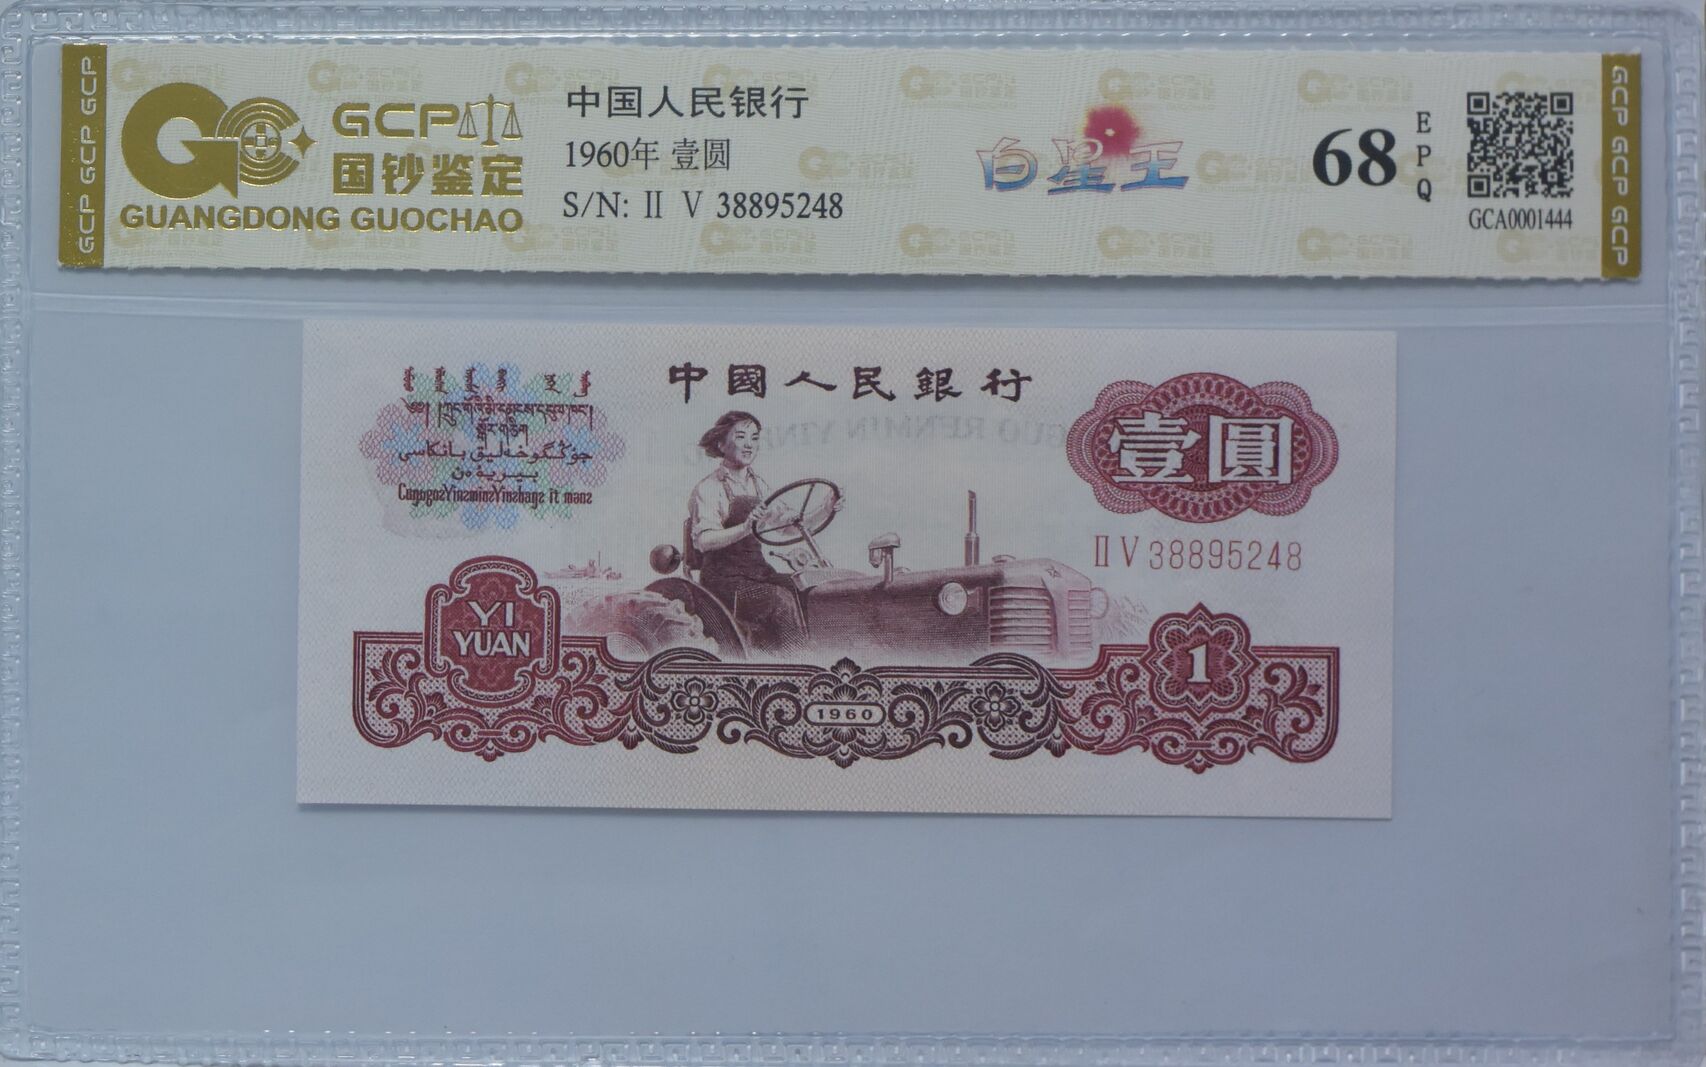 GCP GCP GCP
GCP
国钞鉴定
GUANGDONG GUOCHAO
中国人民银行
1960年 壹圆
S/N: II V 38895248
白星王
68
EPQ
GCA0001444
GCP GCP GCP
中國人民銀行
壹圓
II V 38895248
YI
YUAN
1960
1